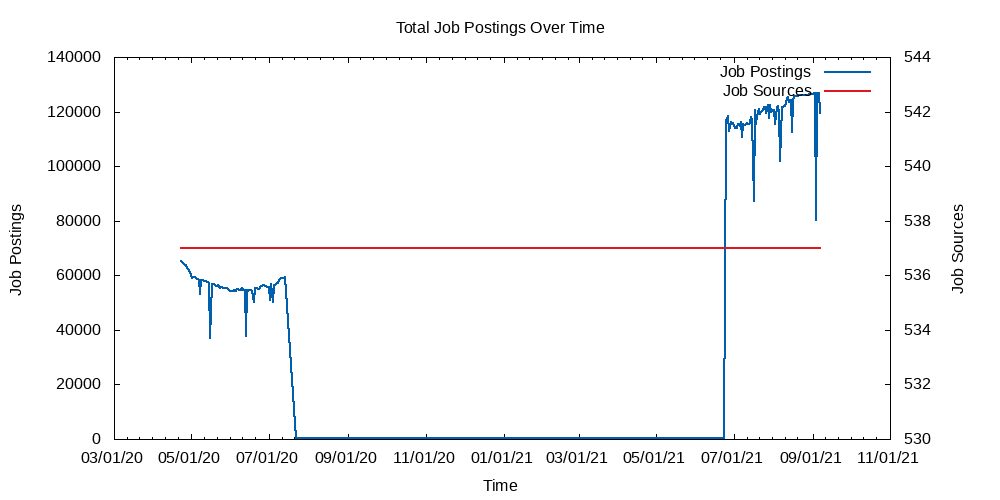 Total Job Postings Over Time
140000
120000
100000
80000
60000
40000
20000
0
Job Postings
544
542
540
538
536
534
532
530
Job Sources
Job Postings
Job Sources
03/01/20 05/01/20 07/01/20 09/01/20 11/01/20 01/01/21 03/01/21 05/01/21 07/01/21 09/01/21 11/01/21
Time